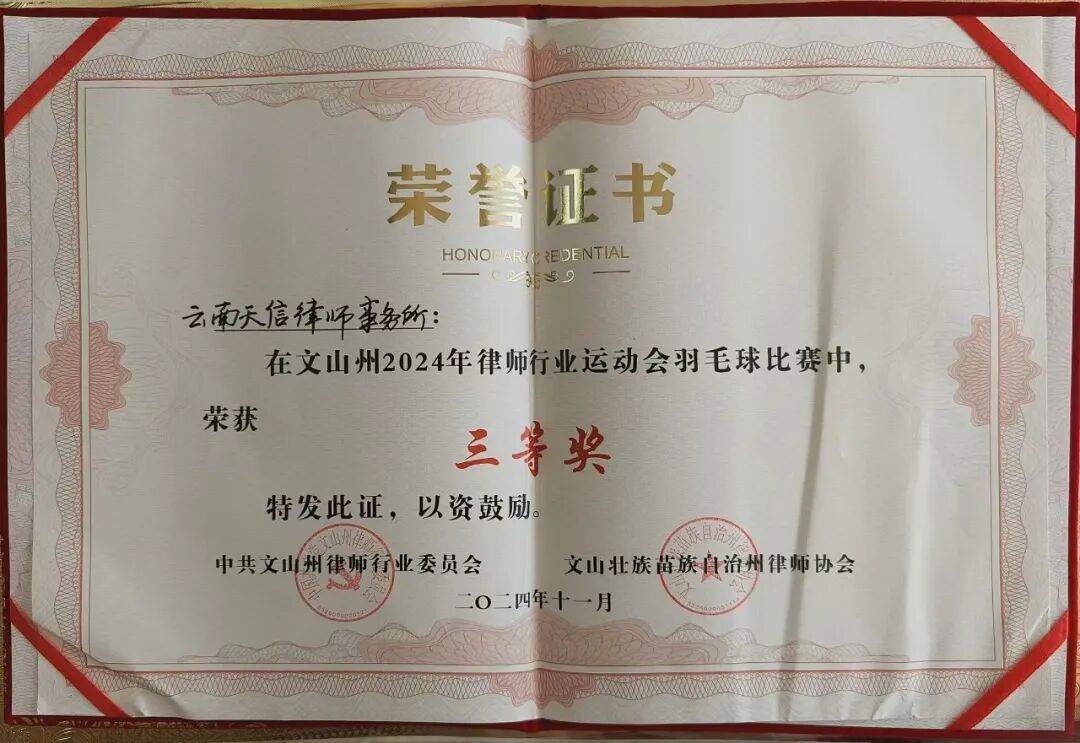 荣誉证书
HONORARY CREDENTIAL
云南天信律师事务所：
在文山州2024年律师行业运动会羽毛球比赛中，
荣获
三等奖
特发此证，以资鼓励。
中共文山州律师行业委员会 文山壮族苗族自治州律师协会
二〇二四年十一月